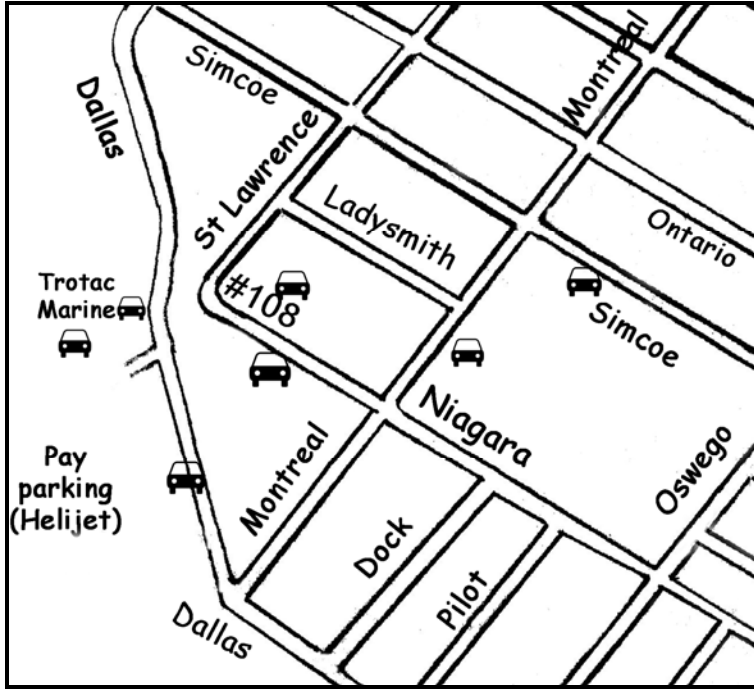 Simcoe
Montreal
Dallas
St Lawrence
Ladysmith
Ontario
Trotac
Marine
#108
Simcoe
Niagara
Pay
parking
(Helijet)
Montreal
Oswego
Dock
Pilot
Dallas